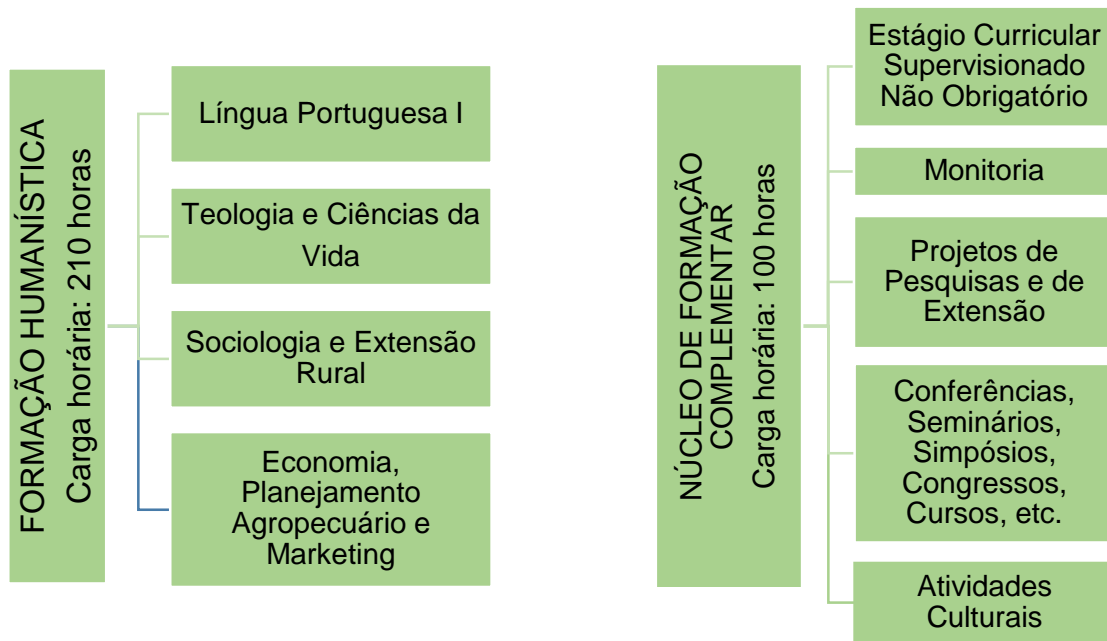 FORMAÇÃO HUMANÍSTICA
Carga horária: 210 horas
Língua Portuguesa I
Teologia e Ciências da
Vida
Sociologia e Extensão
Rural
Economia,
Planejamento
Agropecuário e
Marketing
NÚCLEO DE FORMAÇÃO
COMPLEMENTAR
Carga horária: 100 horas
Estágio Curricular
Supervisionado
Não Obrigatório
Monitoria
Projetos de
Pesquisas e de
Extensão
Conferências,
Seminários,
Simpósios,
Congressos,
Cursos, etc.
Atividades
Culturais